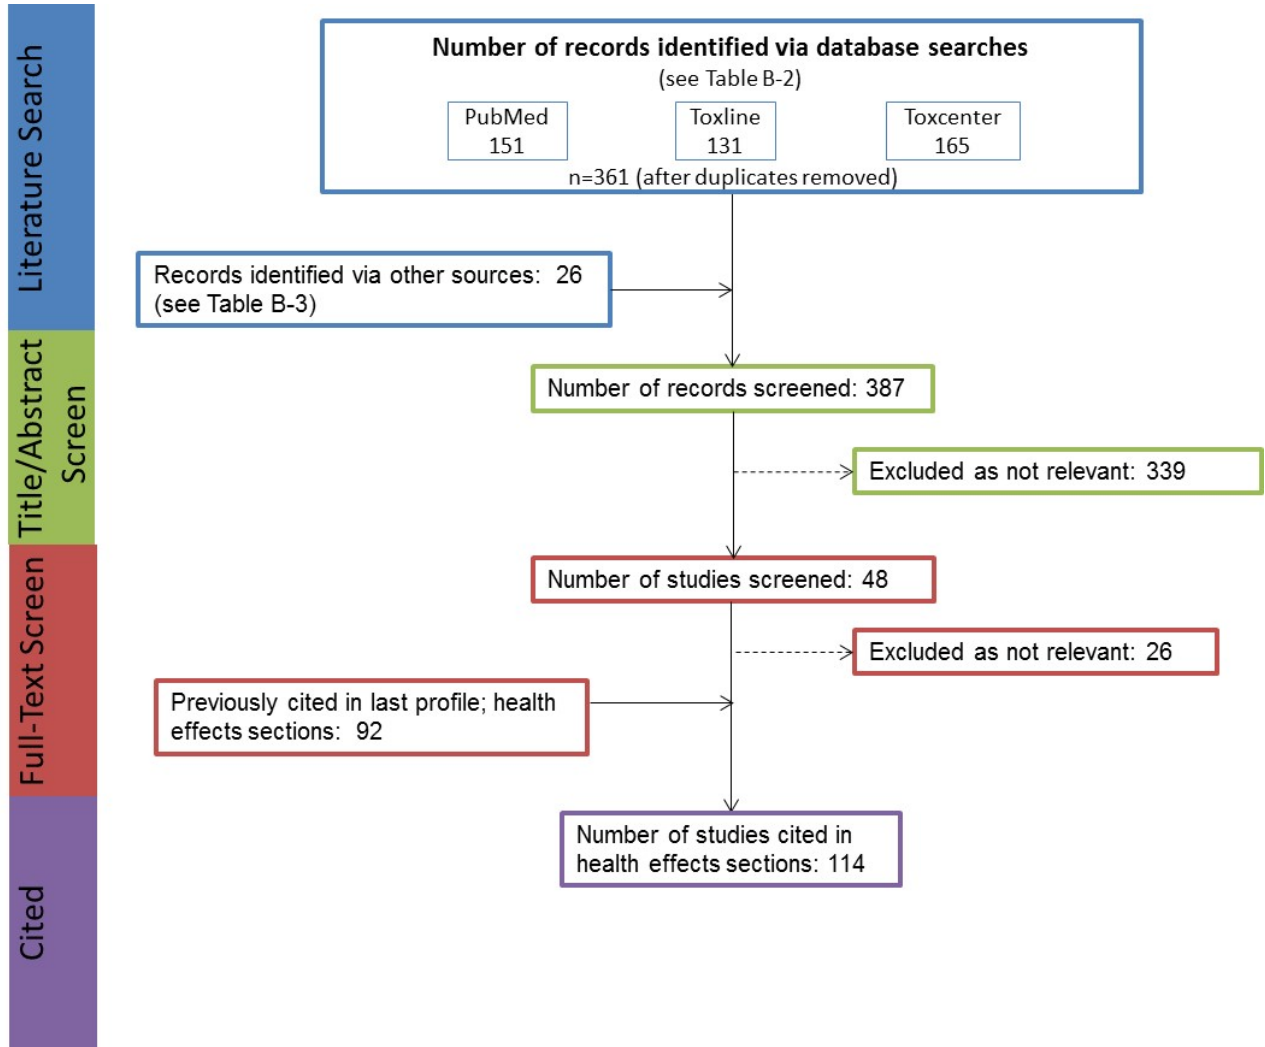 Literature Search
Number of records identified via database searches
(see Table B-2)
PubMed
151
Toxline
131
Toxcenter
165
n=361 (after duplicates removed)
Records identified via other sources: 26
(see Table B-3)
Title/Abstract
Screen
Number of records screened: 387
Excluded as not relevant: 339
Full-Text Screen
Number of studies screened: 48
Excluded as not relevant: 26
Previously cited in last profile; health
effects sections: 92
Cited
Number of studies cited in
health effects sections: 114